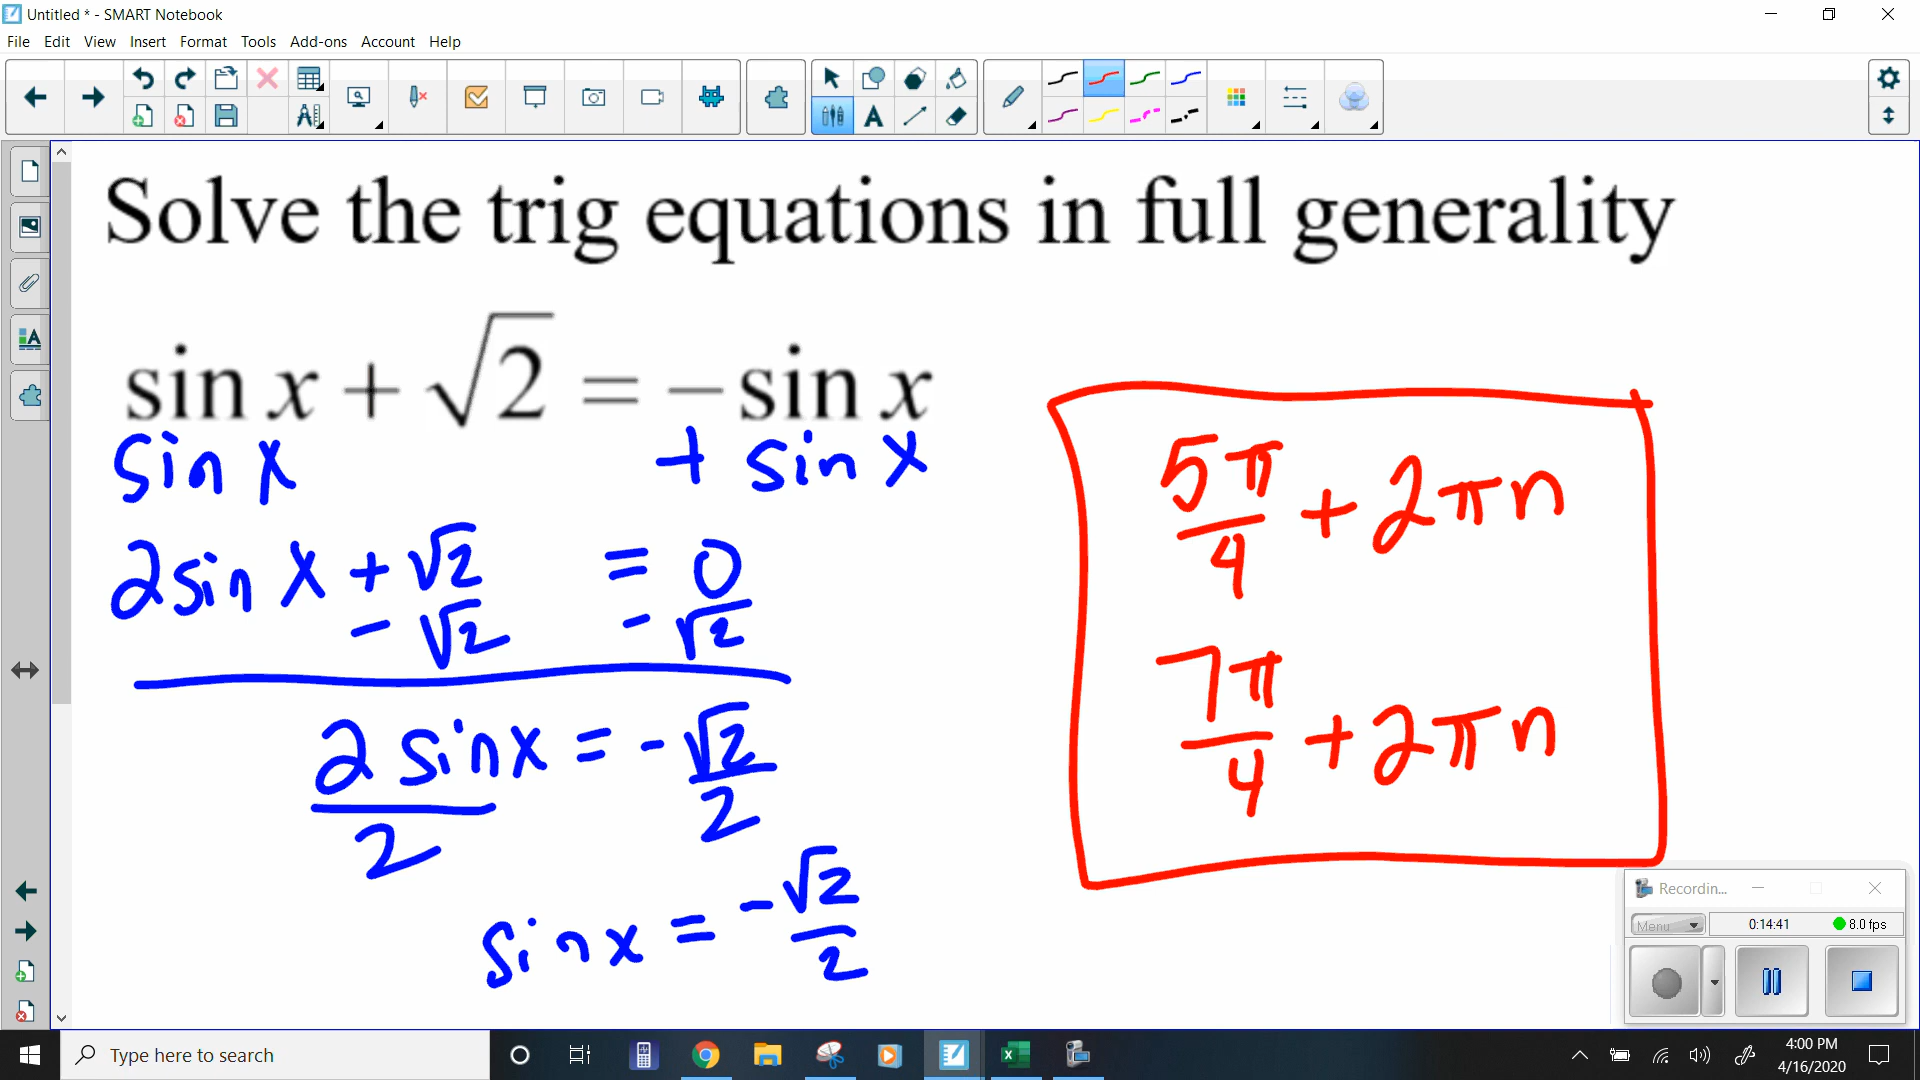 Untitled * - SMART Notebook
File Edit View Insert Format Tools Add-ons Account Help
Solve the trig equations in full generality
sin x + √2 = − sin x
sin x + sin x
2 sin x + √2 = 0
- √2 - √2
2 sin x = - √2
2 2
sin x = - √2/2
5π/4 + 2πn
7π/4 + 2πn
Recordin...
Menu 0:14:41 8.0 fps
Type here to search
4:00 PM
4/16/2020